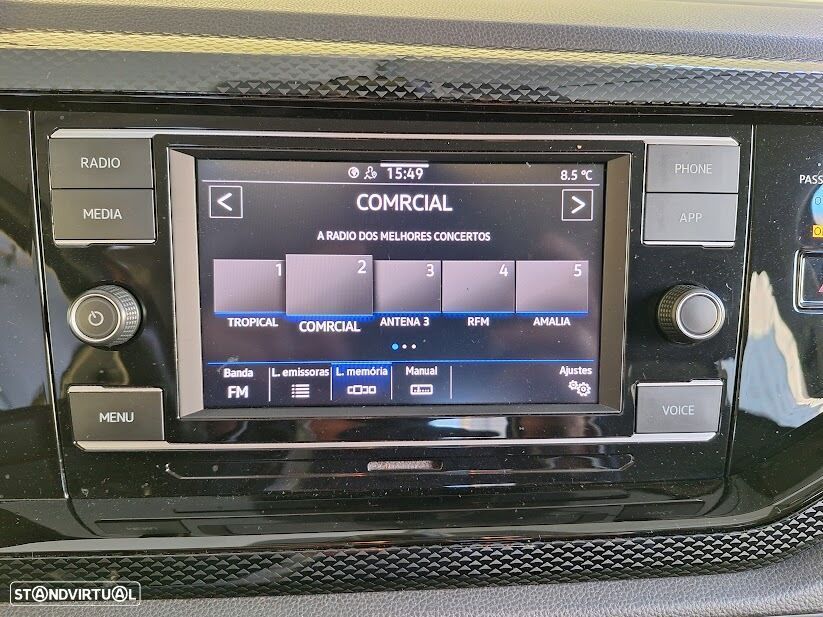 RADIO
MEDIA
MENU
PHONE
APP
VOICE
15:49
8.5 °C
<
COMRCIAL
>
A RADIO DOS MELHORES CONCERTOS
1 2 3 4 5
TROPICAL COMRCIAL ANTENA 3 RFM AMALIA
Banda L. emissoras L. memória Manual Ajustes
FM
PASS
STANDVIRTUAL